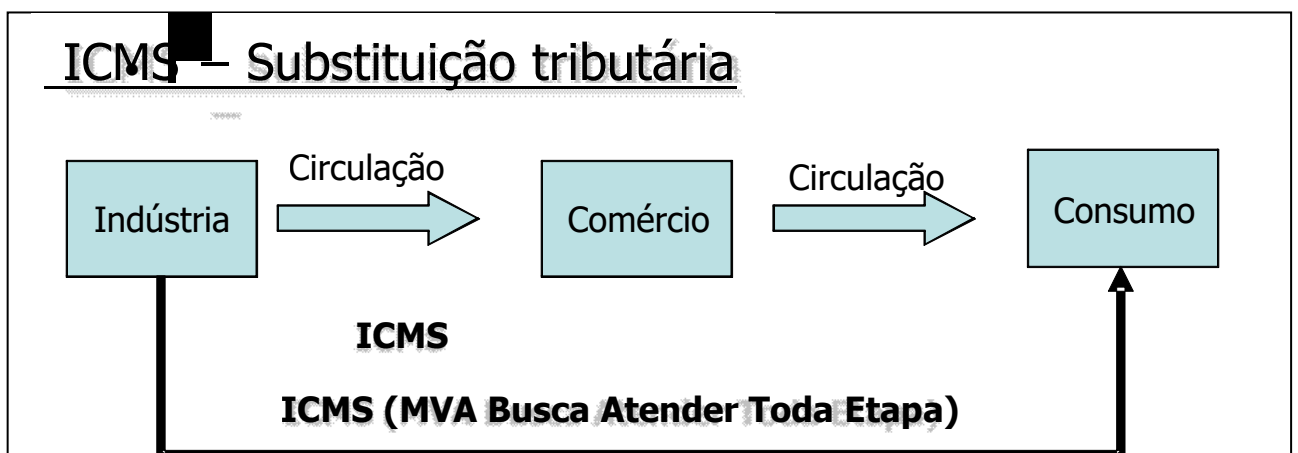 ICMS – Substituição tributária
Circulação
Circulação
Indústria
Comércio
Consumo
ICMS
ICMS (MVA Busca Atender Toda Etapa)